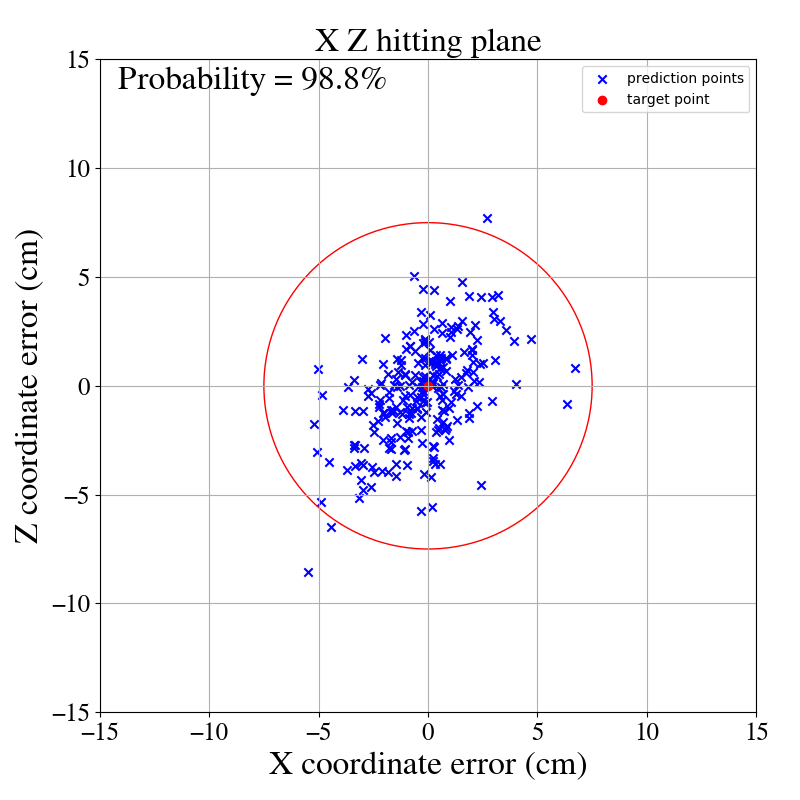 X Z hitting plane
Probability = 98.8%
prediction points
target point
Z coordinate error (cm)
15
10
5
0
−5
−10
−15
−15 −10 −5 0 5 10 15
X coordinate error (cm)